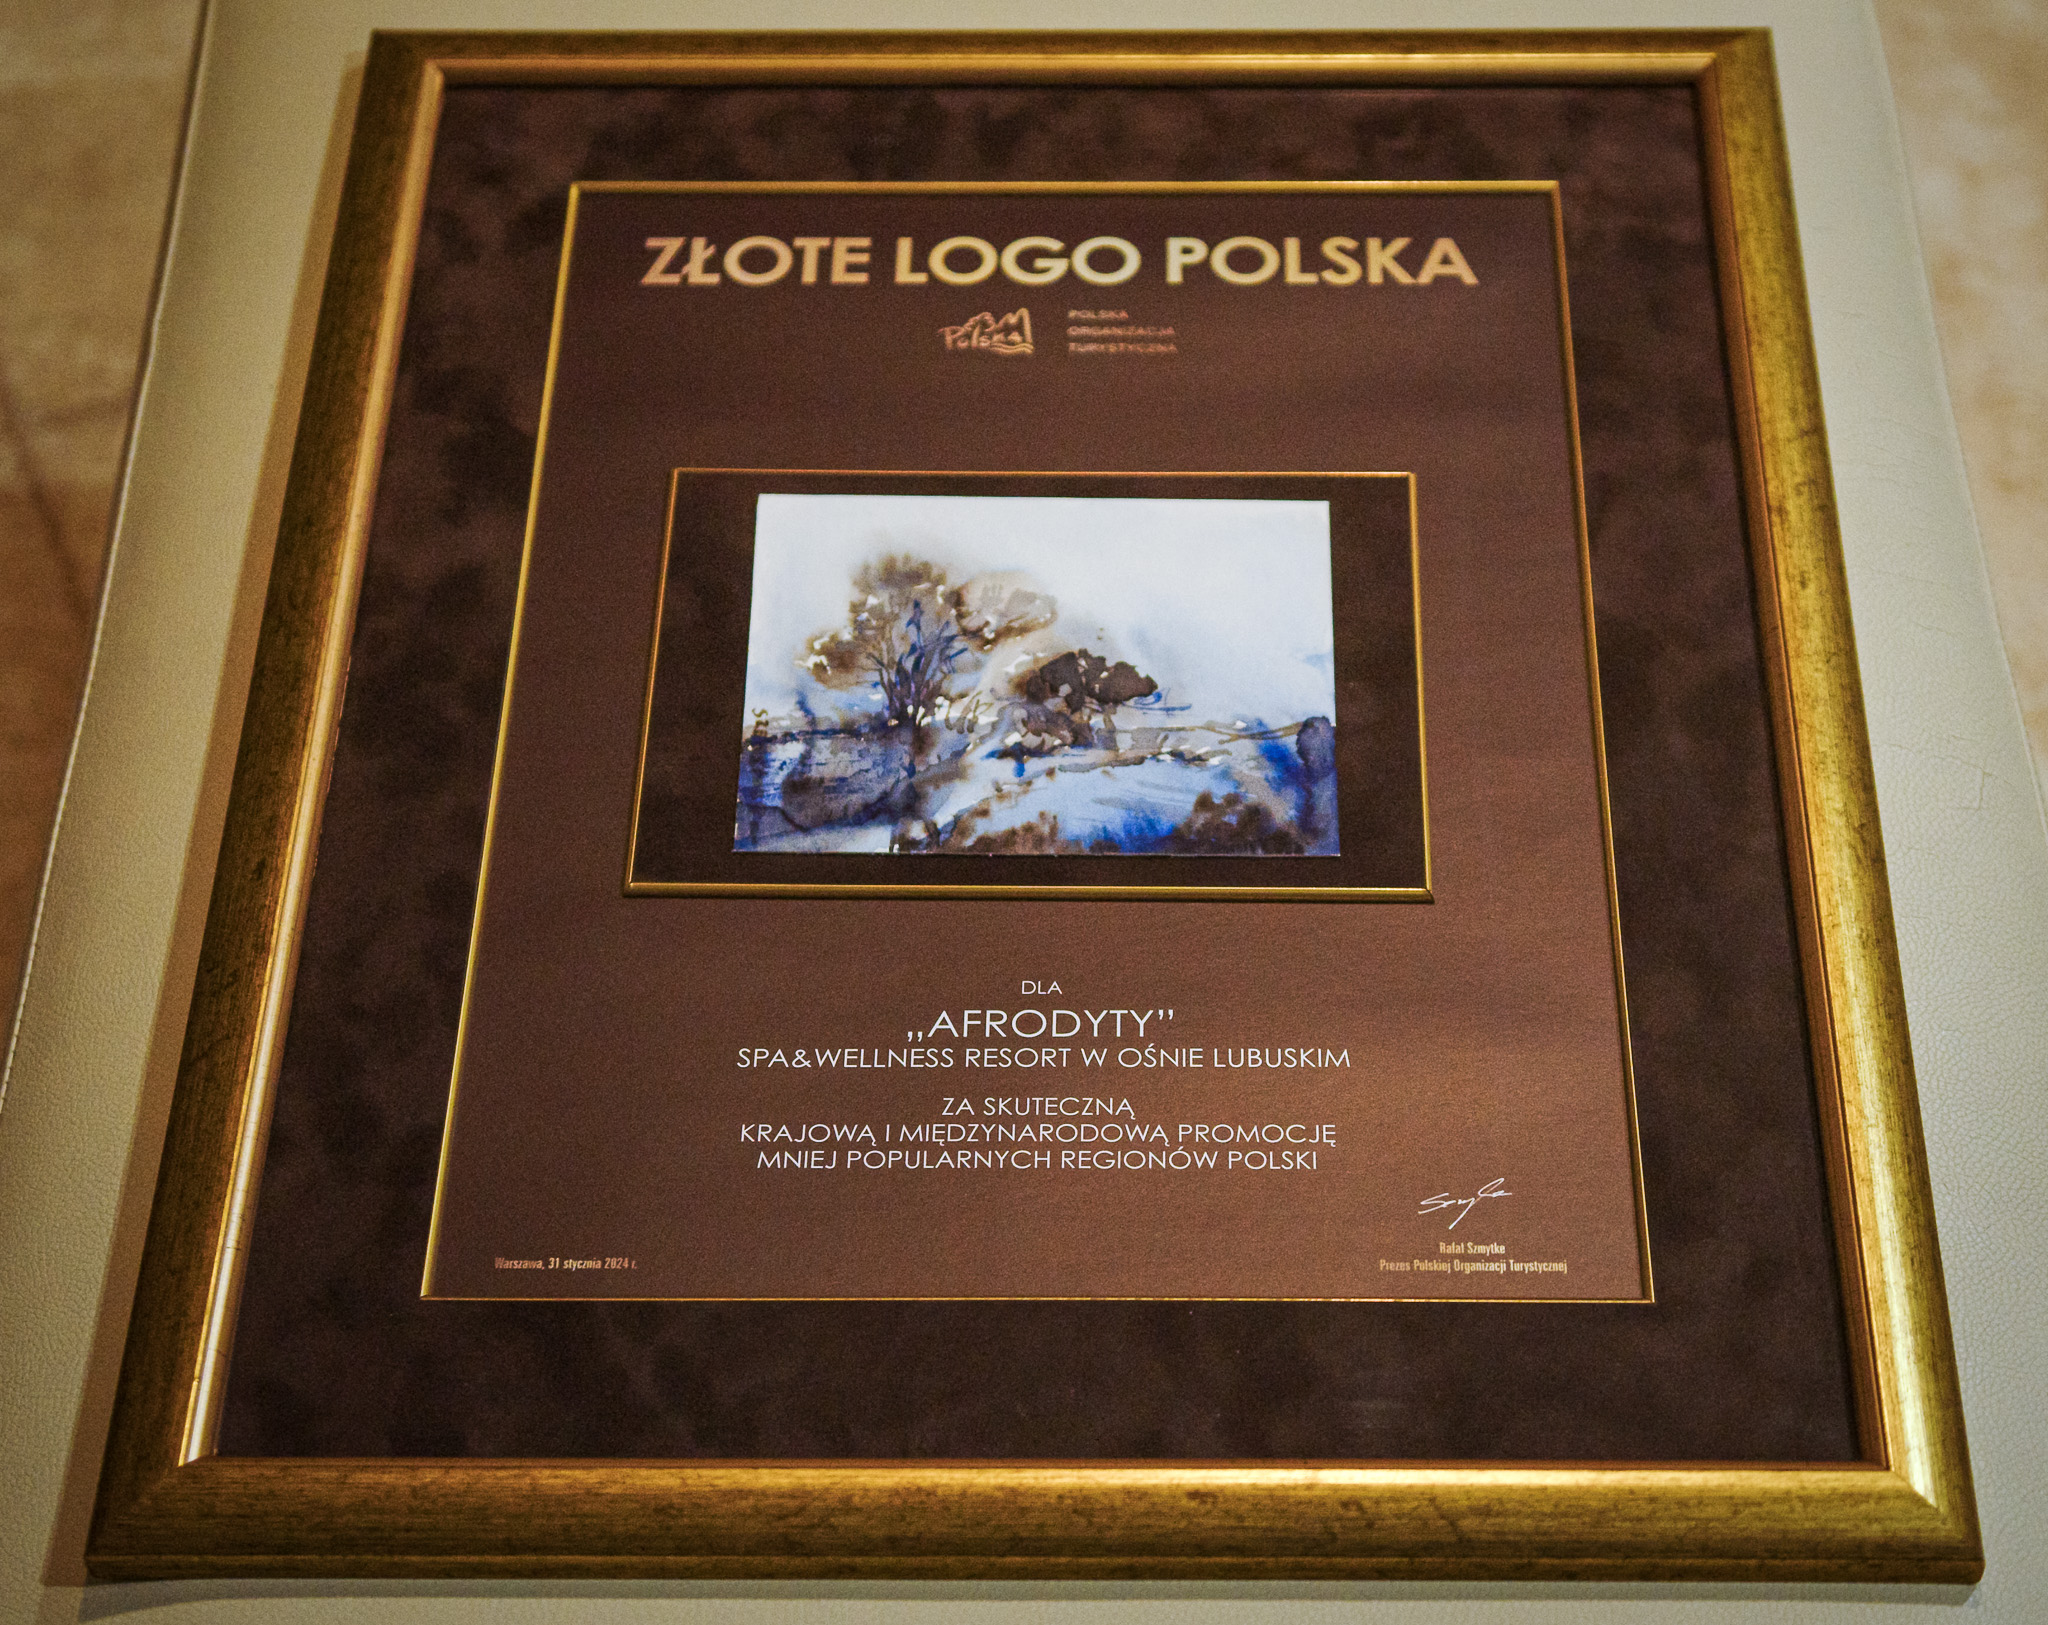 ZŁOTE LOGO POLSKA
Polska
POLSKA
ORGANIZACJA
TURYSTYCZNA
DLA
„AFRODYTY”
SPA&WELLNESS RESORT W OŚNIE LUBUSKIM
ZA SKUTECZNĄ
KRAJOWĄ I MIĘDZYNARODOWĄ PROMOCJĘ
MNIEJ POPULARNYCH REGIONÓW POLSKI
Warszawa, 31 stycznia 2024 r.
Rafał Szmytke
Prezes Polskiej Organizacji Turystycznej